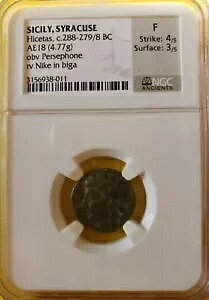 SICILY, SYRACUSE
Hicetas, c.288-279/8 BC
AE18 (4.77g)
obv Persephone
rv Nike in biga
3156938-011
F
Strike: 4/5
Surface: 3/5
NGC
ANCIENTS